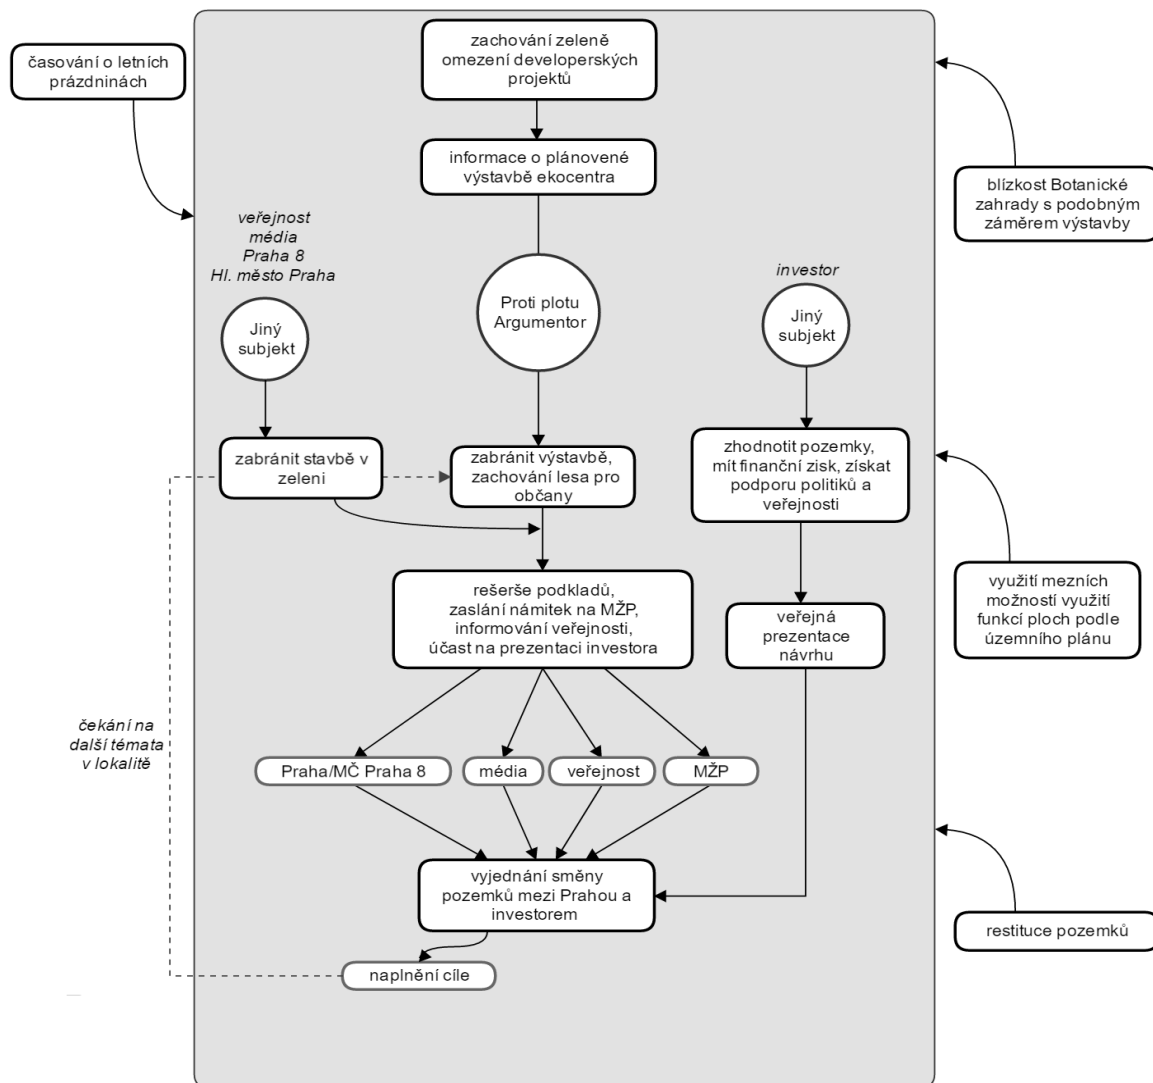 zachování zeleně
omezení developerských
projektů
časování o letních
prázdninách
informace o plánovené
výstavbě ekocentra
blízkost Botanické
zahrady s podobným
záměrem výstavby
veřejnost
média
Praha 8
Hl. město Praha
investor
Proti plotu
Argumentor
Jiný
subjekt
Jiný
subjekt
zabránit stavbě v
zeleni
zabránit výstavbě,
zachování lesa pro
občany
zhodnotit pozemky,
mít finanční zisk, získat
podporu politiků a
veřejnosti
využití mezních
možností využití
funkcí ploch podle
územního plánu
rešerše podkladů,
zaslání námitek na MŽP,
informování veřejnosti,
účast na prezentaci investora
veřejná
prezentace
návrhu
čekání na
další témata
v lokalitě
Praha/MČ Praha 8
média
veřejnost
MŽP
vyjednání směny
pozemků mezi Prahou a
investorem
restituce pozemků
naplnění cíle